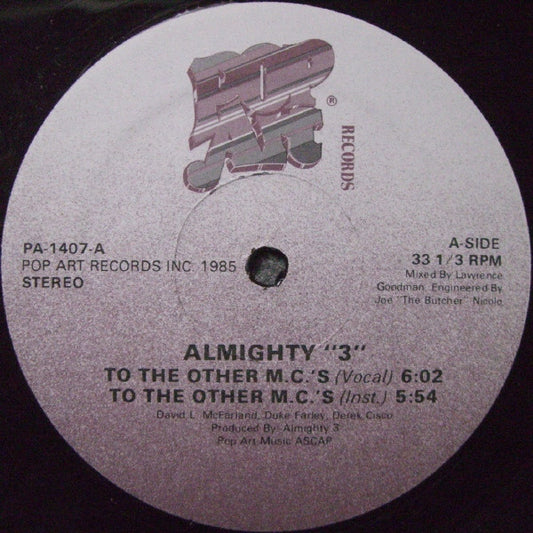 POP
ART
®
RECORDS
PA-1407-A
POP ART RECORDS INC. 1985
STEREO
A-SIDE
33 1/3 RPM
Mixed By Lawrence
Goodman Engineered By
Joe "The Butcher" Nicolo
ALMIGHTY "3"
TO THE OTHER M.C.'S (Vocal) 6:02
TO THE OTHER M.C.'S (Inst.) 5:54
David L. McFarland, Duke Farley, Derek Cisco
Produced By: Almighty 3
Pop Art Music ASCAP